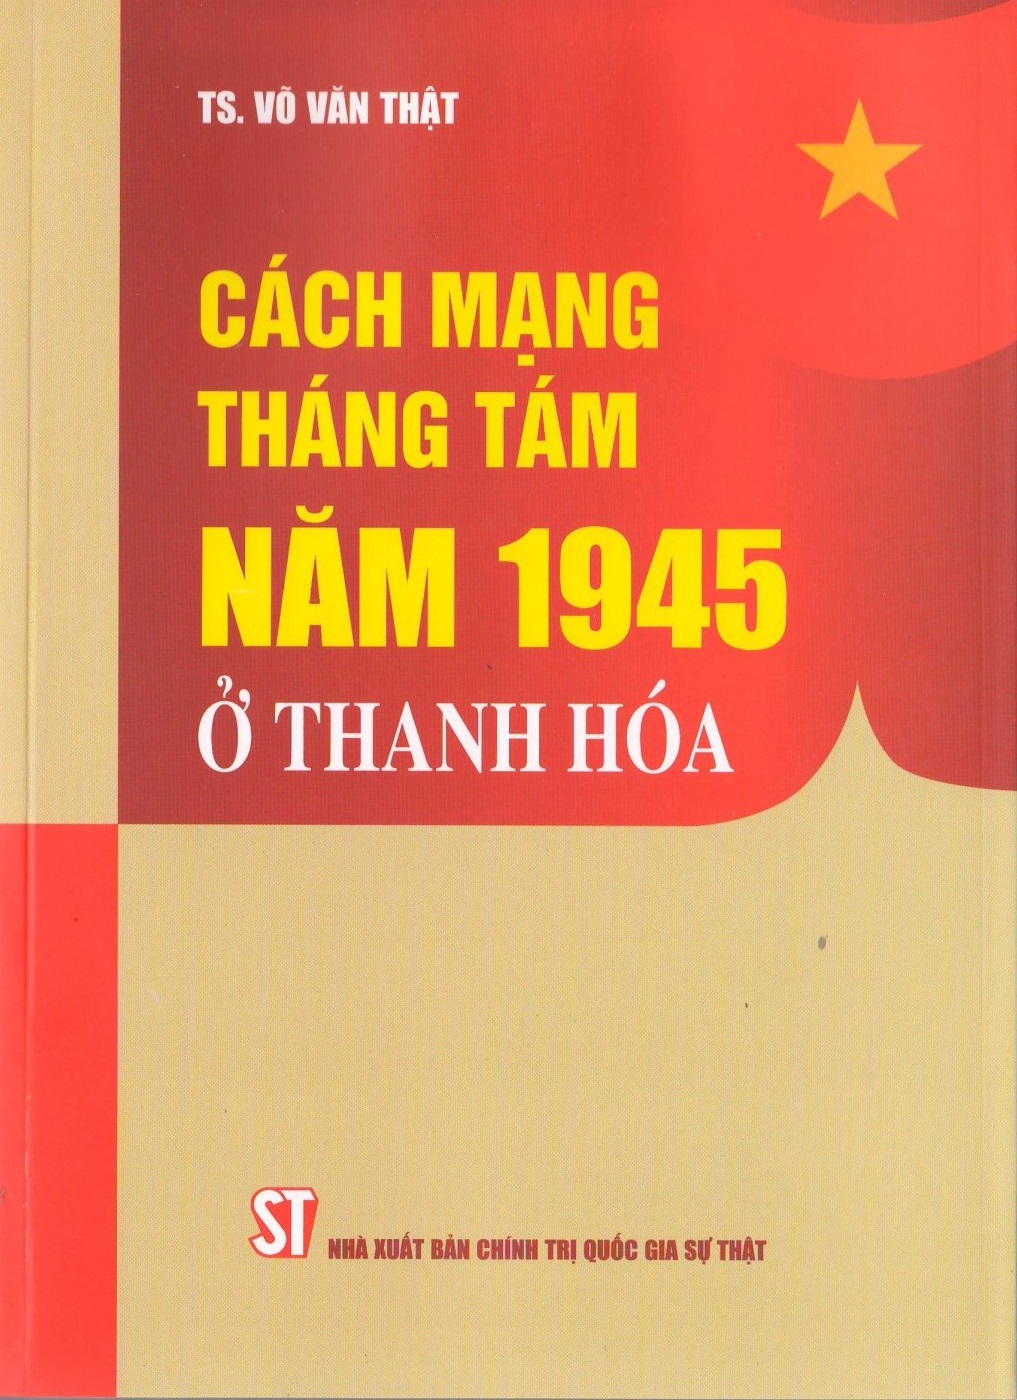 TS. VÕ VĂN THẬT
CÁCH MẠNG
THÁNG TÁM
NĂM 1945
Ở THANH HÓA
ST
NHÀ XUẤT BẢN CHÍNH TRỊ QUỐC GIA SỰ THẬT